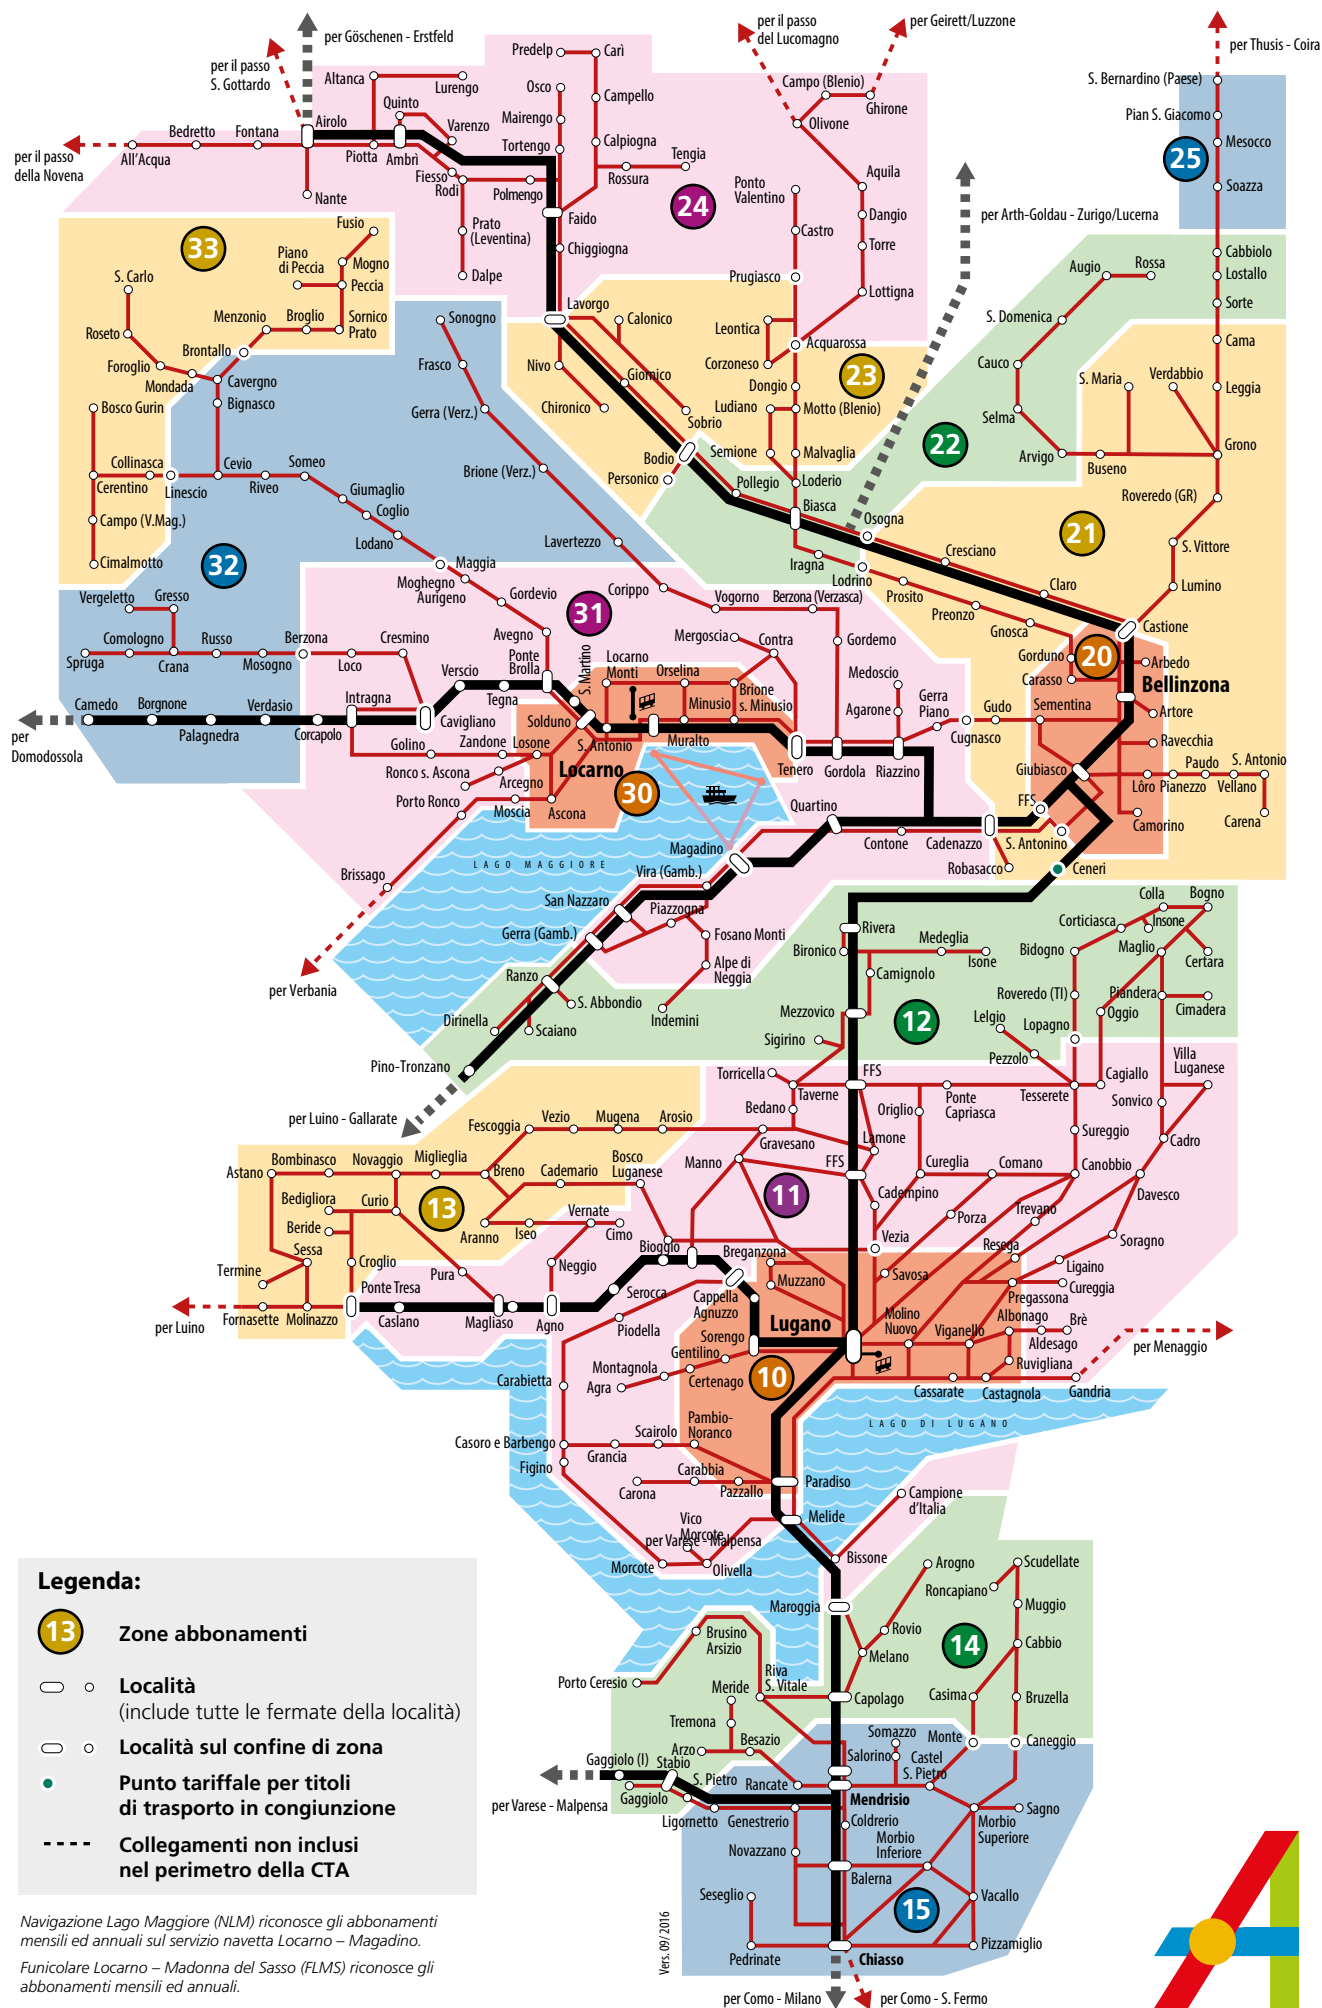 per Göschenen - Erstfeld
per il passo
S. Gottardo
per il passo
del Lucomagno
per Geirett/Luzzone
per Thusis - Coira
per il passo
della Novena
per Arth-Goldau - Zurigo/Lucerna
Predelp
Carì
Altanca
Lurengo
Osco
Campello
Quinto
Airolo
Varenzo
Mairengo
Bedretto
Fontana
Tortengo
Calpiogna
All'Acqua
Piotta
Ambrì
Fiesso
Rodi
Polmengo
Rossura
Tengia
Nante
Faido
Prato
(Leventina)
Chiggiogna
Dalpe
24
Campo (Blenio)
Ghirone
Olivone
Aquila
Ponto
Valentino
Dangio
Castro
Torre
Prugiasco
Lottigna
S. Bernardino (Paese)
Pian S. Giacomo
Mesocco
25
Soazza
Cabbiolo
Lostallo
Sorte
Cama
Leggia
Grono
Roveredo (GR)
S. Vittore
Lumino
Castione
33
Fusio
Piano
di Peccia
Mogno
Peccia
S. Carlo
Menzonio
Broglio
Sornico
Prato
Roseto
Brontallo
Foroglio
Mondada
Cavergno
Bignasco
Bosco Gurin
Collinasca
Cerentino
Linescio
Cevio
Riveo
Someo
Giumaglio
Coglio
Lodano
Maggia
Moghegno
Aurigeno
Gordevio
Avegno
Ponte
Brolla
Campo (V.Mag.)
Cimalmotto
32
Sonogno
Frasco
Gerra (Verz.)
Brione (Verz.)
Lavertezzo
Corippo
Vogorno
Berzona (Verzasca)
Gordemo
Lavorgo
Calonico
Nivo
Giornico
Chironico
Sobrio
Bodio
Personico
Pollegio
Leontica
Acquarossa
Corzoneso
23
Dongio
Ludiano
Motto (Blenio)
Semione
Malvaglia
Loderio
Biasca
Osogna
Cresciano
Claro
Iragna
Lodrino
Prosito
Preonzo
Gnosca
Gorduno
Carasso
22
Augio
Rossa
S. Domenica
Cauco
Selma
Arvigo
Buseno
S. Maria
Verdabbio
21
20
Arbedo
Bellinzona
Artore
Ravecchia
Sementina
Gudo
Cugnasco
Giubiasco
Lôro
Pianezzo
Paudo
S. Antonio
Vellano
Carena
Camorino
FFS
S. Antonino
Ceneri
Robasacco
Cadenazzo
Contone
Quartino
Vergeletto
Gresso
Comologno
Spruga
Crana
Russo
Mosogno
Berzona
Loco
Cresmino
Camedo
per
Domodossola
Borgnone
Palagnedra
Verdasio
Corcapolo
Intragna
Verscio
Tegna
Cavigliano
Golino
Zandone
Losone
Ronco s. Ascona
Arcegno
Porto Ronco
Moscia
Ascona
Brissago
per Verbania
31
S. Martino
Solduno
Locarno
Monti
Orselina
Mergoscia
Contra
Brione
s. Minusio
Minusio
S. Antonio
Muralto
Locarno
30
Tenero
Gordola
Riazzino
Medoscio
Agarone
Gerra
Piano
LAGO MAGGIORE
Magadino
Vira (Gamb.)
San Nazzaro
Piazzogna
Gerra (Gamb.)
Fosano Monti
Alpe di
Neggia
Indemini
Ranzo
S. Abbondio
Dirinella
Scaiano
Pino-Tronzano
per Luino - Gallarate
Rivera
Bironico
Medeglia
Isone
Camignolo
Mezzovico
12
Sigirino
Colla
Bogno
Corticiasca
Insone
Bidogno
Maglio
Certara
Roveredo (TI)
Piandera
Cimadera
Oggio
Lopagno
Lelgio
Pezzolo
Tesserete
Cagiallo
Villa
Luganese
Sonvico
Cadro
Torricella
FFS
Taverne
Bedano
Ponte
Capriasca
Origlio
Sureggio
Gravesano
Lamone
Manno
FFS
Cureglia
Comano
Canobbio
Davesco
Cadempino
11
Porza
Trevano
Soragno
Vezia
Resega
Ligaino
Savosa
Cureggia
Pregassona
Fescoggia
Vezio
Mugena
Arosio
Astano
Bombinasco
Novaggio
Miglieglia
Breno
Cademario
Bosco
Luganese
Bedigliora
Curio
13
Beride
Aranno
Iseo
Vernate
Cimo
Sessa
Termine
Croglio
Pura
Neggio
Bioggio
Breganzona
Muzzano
Ponte Tresa
Serocca
Cappella
Agnuzzo
per Luino
Fornasette
Molinazzo
Caslano
Magliaso
Agno
Piodella
Lugano
Molino
Nuovo
Viganello
Albonago
Brè
Aldesago
Ruvigliana
per Menaggio
Cassarate
Castagnola
Gandria
Sorengo
Gentilino
10
Certenago
Montagnola
Agra
Carabietta
Pambio-
Noranco
Scairolo
Casoro e Barbengo
Grancia
Figino
Carabbia
Carona
Pazzallo
Paradiso
LAGO DI LUGANO
Vico
Morcote
per Varese - Malpensa
Morcote
Olivella
Melide
Campione
d'Italia
Bissone
Maroggia
Arogno
Roncapiano
Scudellate
Muggio
Rovio
14
Cabbio
Melano
Casima
Bruzella
Brusino
Arsizio
Porto Ceresio
Riva
S. Vitale
Meride
Capolago
Tremona
Somazzo
Monte
Caneggio
Arzo
Besazio
Salorino
Castel
S. Pietro
Gaggiolo (I)
Stabio
Gaggiolo
S. Pietro
Rancate
per Varese - Malpensa
Ligornetto
Genestrerio
Mendrisio
Coldrerio
Sagno
Morbio
Superiore
Morbio
Inferiore
Novazzano
Balerna
15
Vacallo
Seseglio
Pedrinate
Chiasso
Pizzamiglio
per Como - Milano
per Como - S. Fermo
Vers. 09/ 2016
Legenda:
13
Zone abbonamenti
Località
(include tutte le fermate della località)
Località sul confine di zona
Punto tariffale per titoli
di trasporto in congiunzione
Collegamenti non inclusi
nel perimetro della CTA
Navigazione Lago Maggiore (NLM) riconosce gli abbonamenti
mensili ed annuali sul servizio navetta Locarno – Magadino.
Funicolare Locarno – Madonna del Sasso (FLMS) riconosce gli
abbonamenti mensili ed annuali.